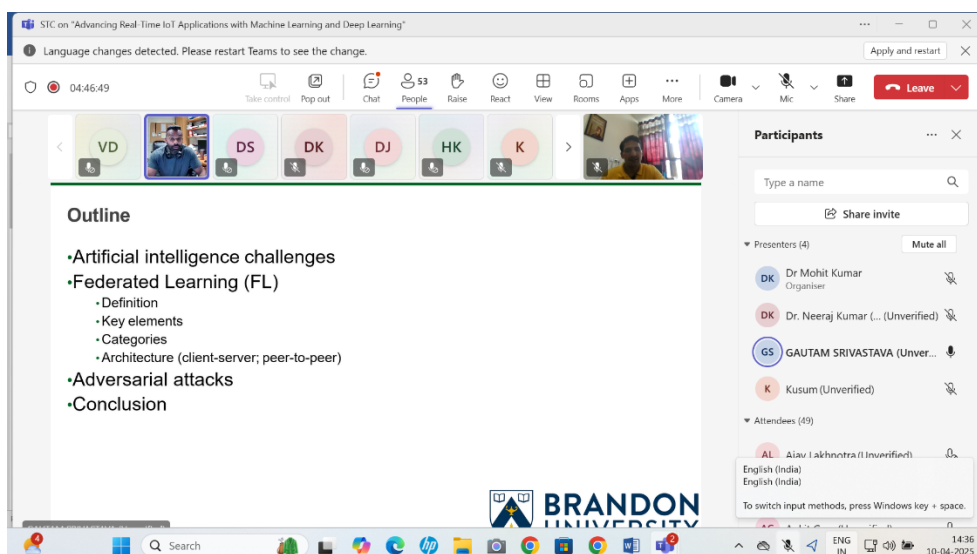 STC on "Advancing Real-Time IoT Applications with Machine Learning and Deep Learning"
Language changes detected. Please restart Teams to see the change.
Apply and restart
04:46:49
Take control
Pop out
Chat
53
People
Raise
React
View
Rooms
Apps
More
Camera
Mic
Share
Leave
VD
DS
DK
DJ
HK
K
Outline
•Artificial intelligence challenges
•Federated Learning (FL)
•Definition
•Key elements
•Categories
•Architecture (client-server; peer-to-peer)
•Adversarial attacks
•Conclusion
BRANDON
UNIVERSITY
Participants
Type a name
Share invite
Presenters (4)
Mute all
DK
Dr Mohit Kumar
Organiser
DK
Dr. Neeraj Kumar (... (Unverified)
GS
GAUTAM SRIVASTAVA (Unver...
K
Kusum (Unverified)
Attendees (49)
AL
Ajay Lakhnotra (Unverified)
English (India)
English (India)
To switch input methods, press Windows key + space.
Search
ENG
IN
14:36
10-04-2025